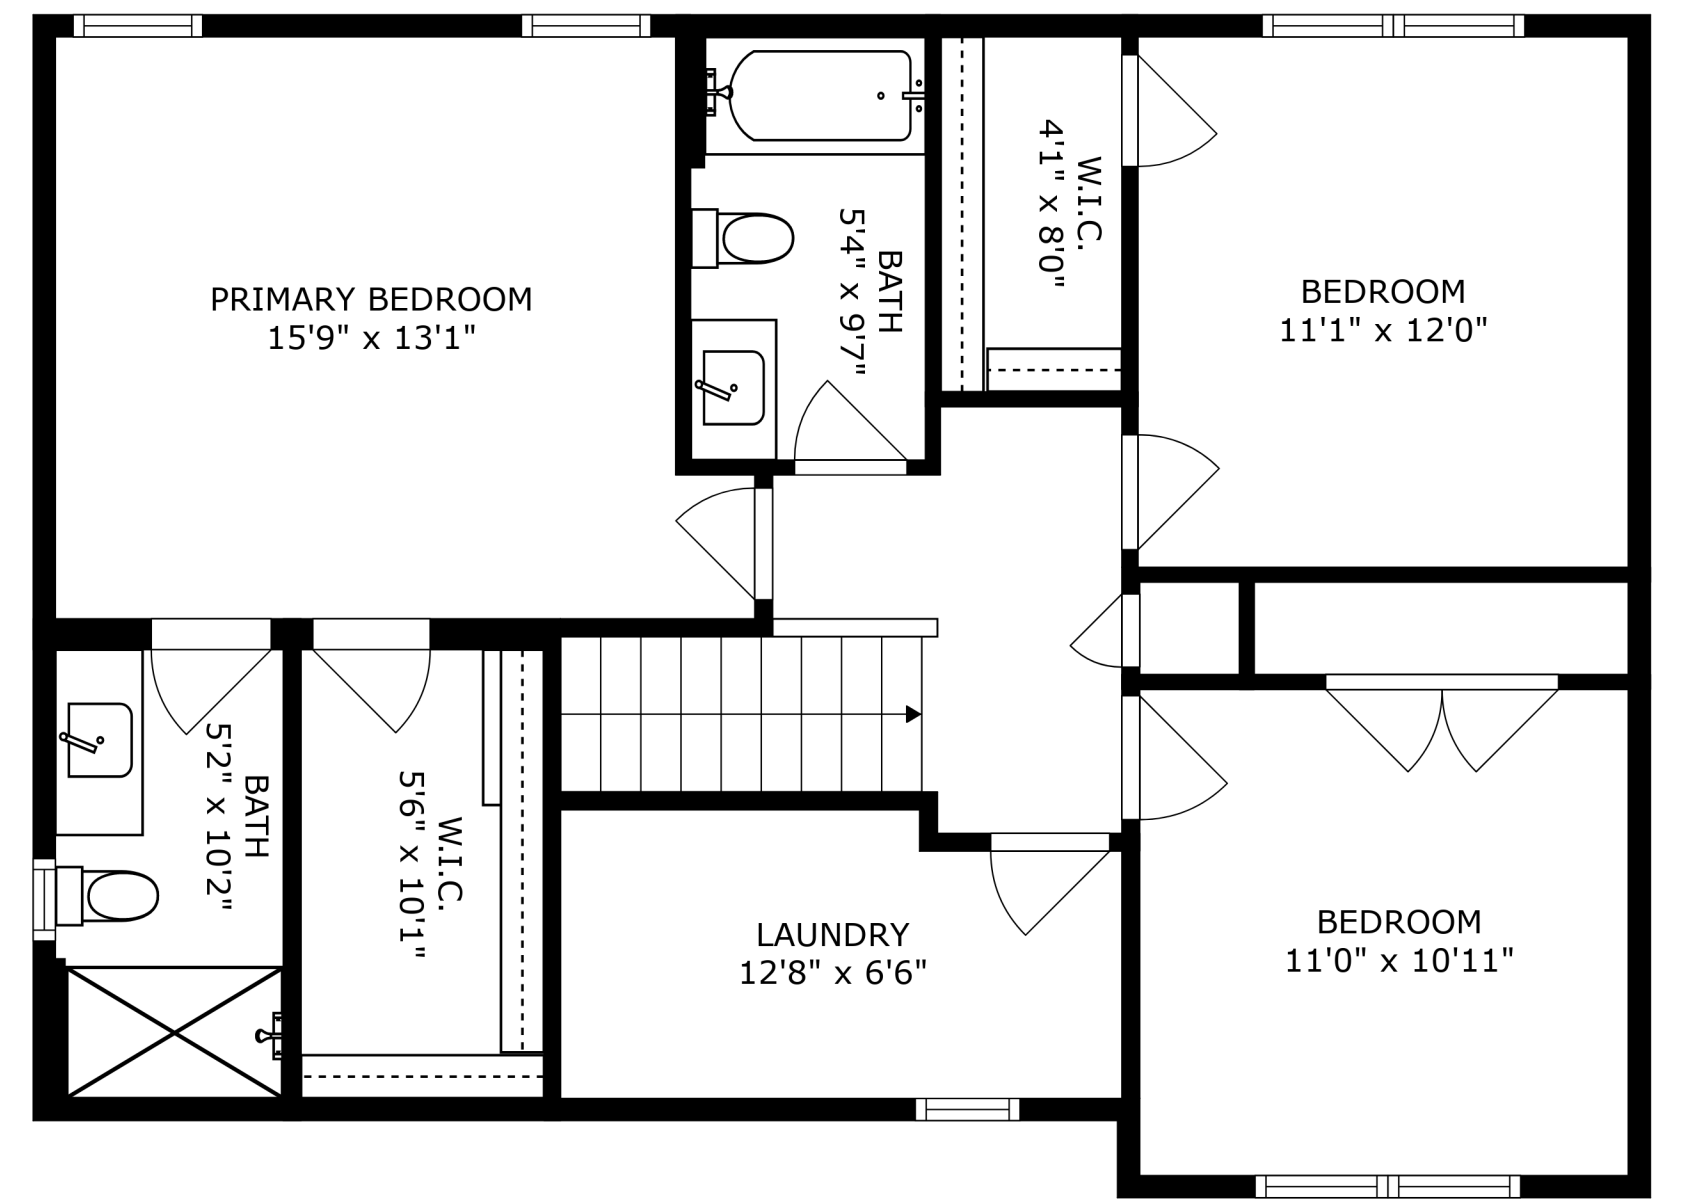 PRIMARY BEDROOM
15'9" x 13'1"
BATH
5'4" x 9'7"
W.I.C.
4'1" x 8'0"
BEDROOM
11'1" x 12'0"
BATH
5'2" x 10'2"
W.I.C.
5'6" x 10'1"
LAUNDRY
12'8" x 6'6"
BEDROOM
11'0" x 10'11"